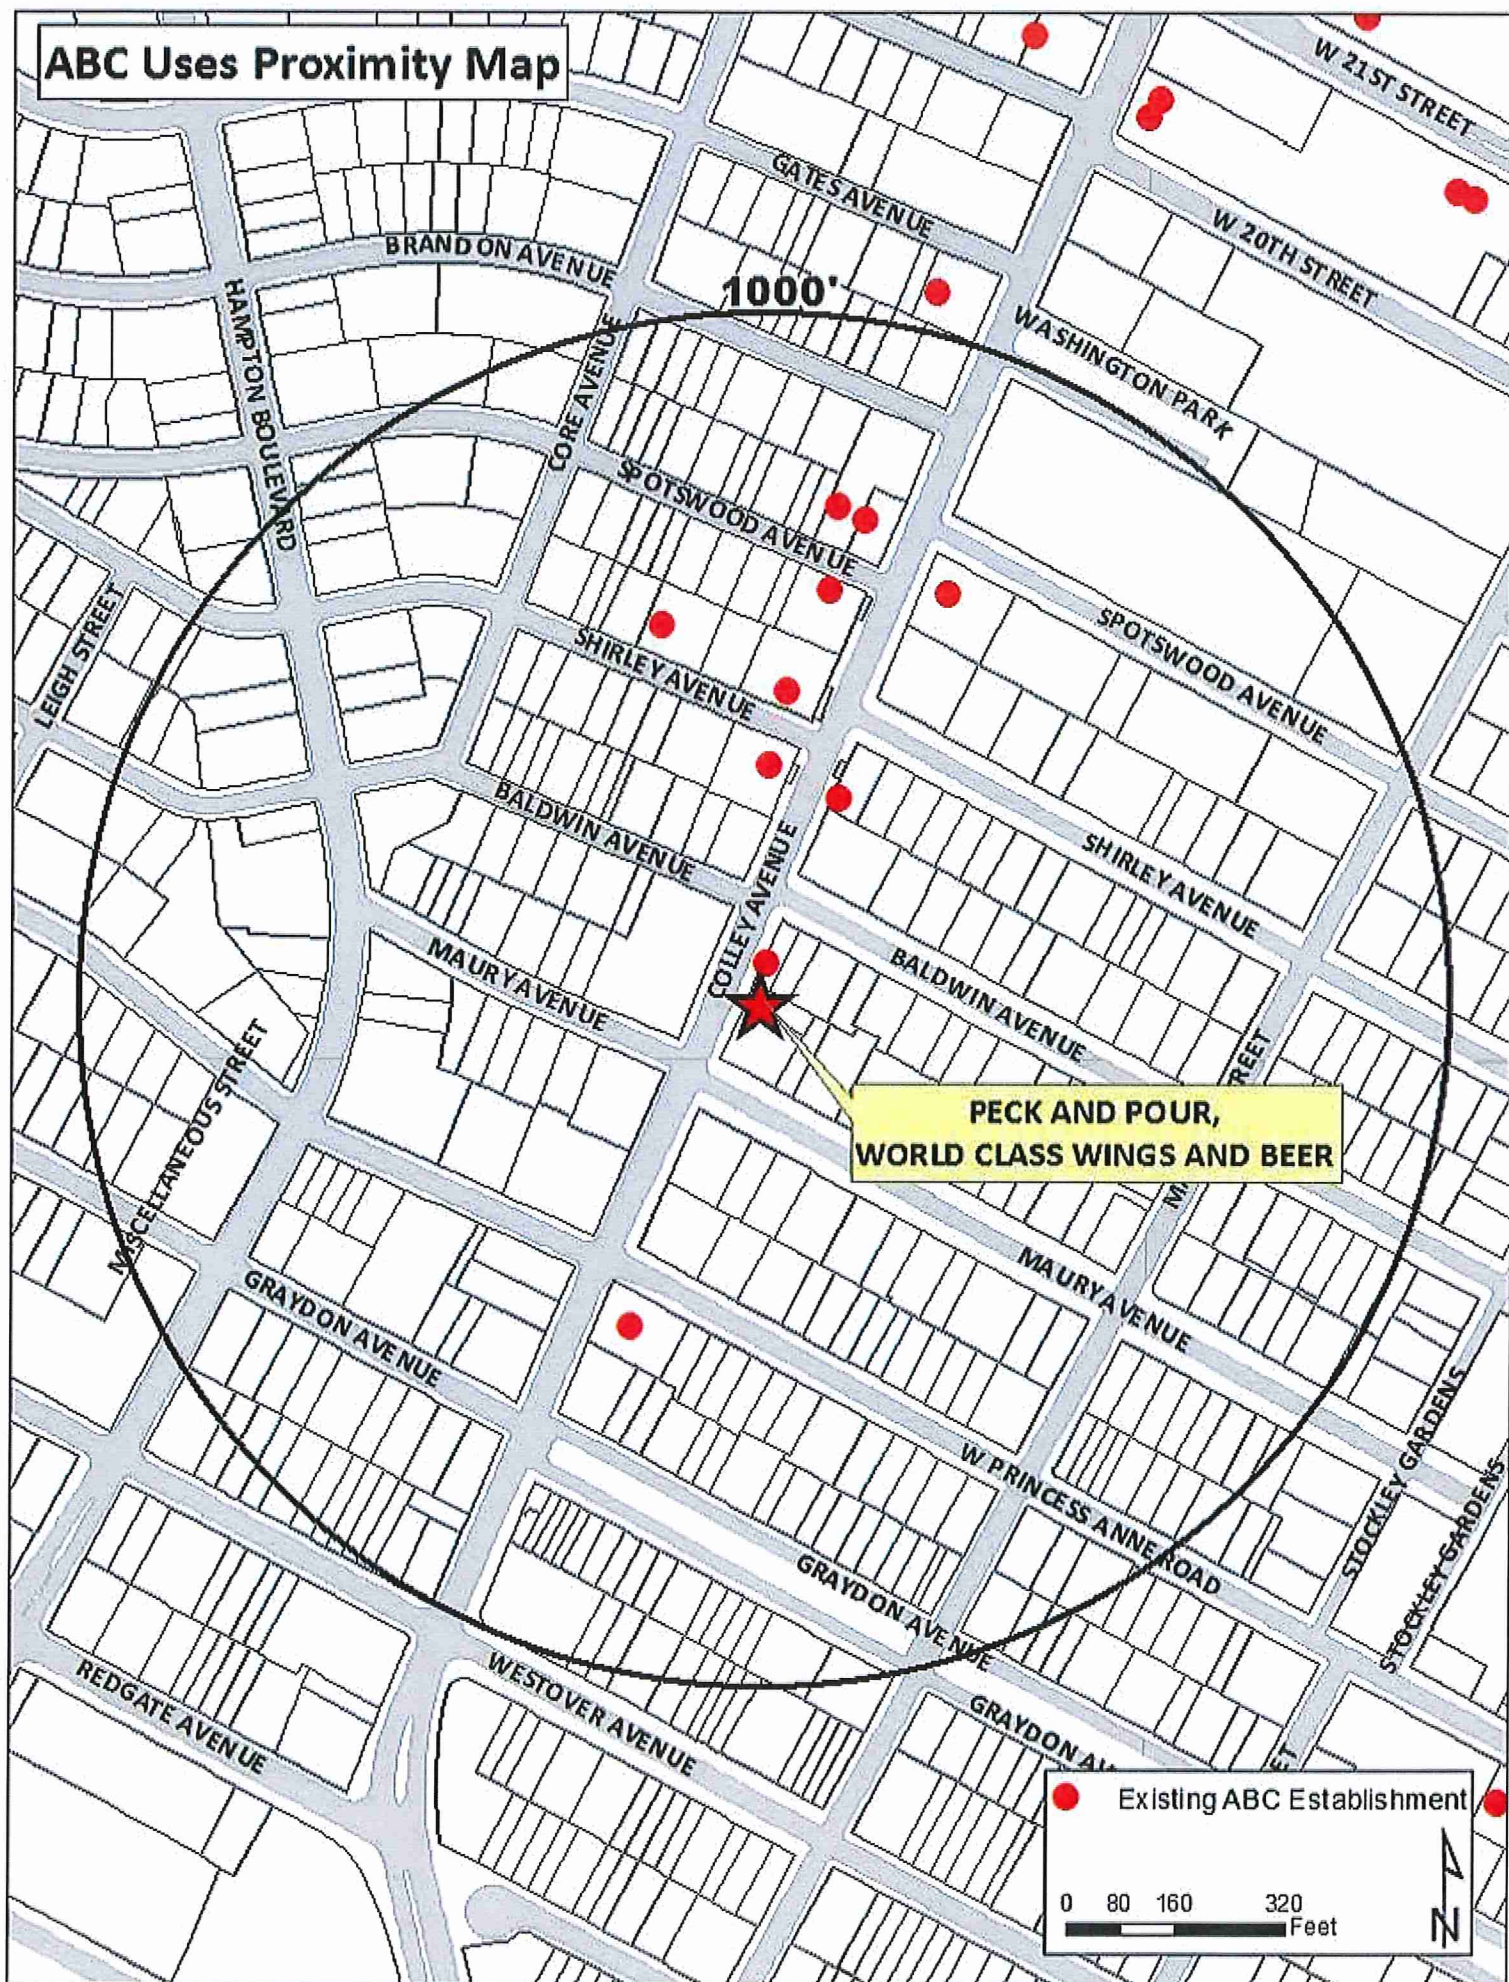 ABC Uses Proximity Map
W 21ST STREET
GATES AVENUE
W 20TH STREET
BRANDON AVENUE
1000'
HAMPTON BOULEVARD
WASHINGTON PARK
CORE AVENUE
SPOTSWOOD AVENUE
LEIGH STREET
SPOTSWOOD AVENUE
SHIRLEY AVENUE
BALDWIN AVENUE
SHIRLEY AVENUE
COLLEY AVENUE
MAURY AVENUE
BALDWIN AVENUE
MISCELLANEOUS STREET
REET
MA
PECK AND POUR,
WORLD CLASS WINGS AND BEER
MAURY AVENUE
GRAYDON AVENUE
STOCKLEY GARDENS
W PRINCESS ANNE ROAD
STOCKLEY GARDENS
GRAYDON AVENUE
WESTOVER AVENUE
REDGATE AVENUE
GRAYDON AV
ET
Existing ABC Establishment
0 80 160 320
Feet
N